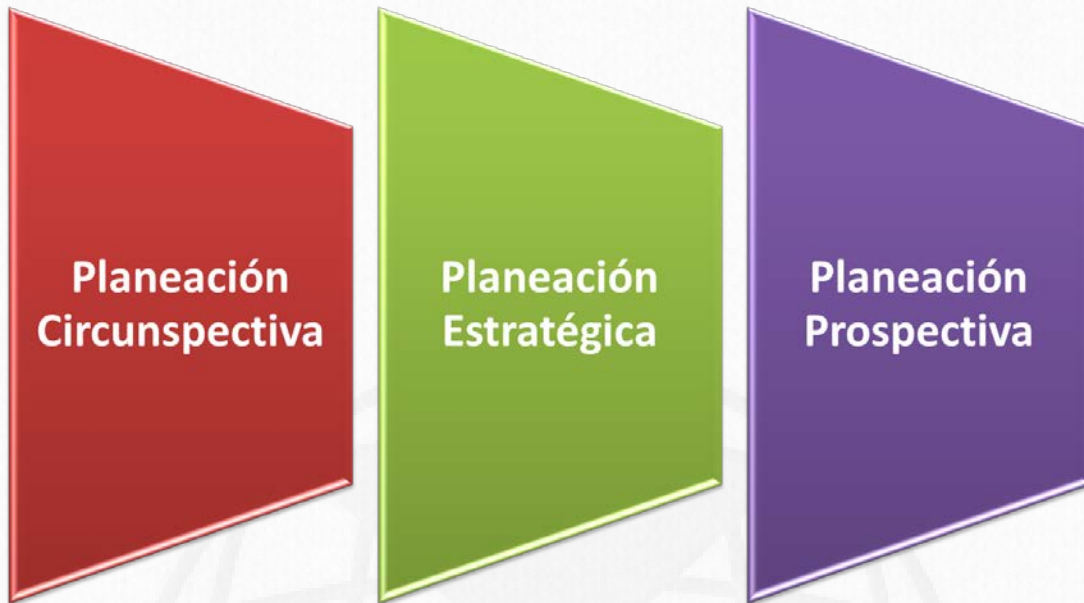 Planeación
Circunspectiva
Planeación
Estratégica
Planeación
Prospectiva